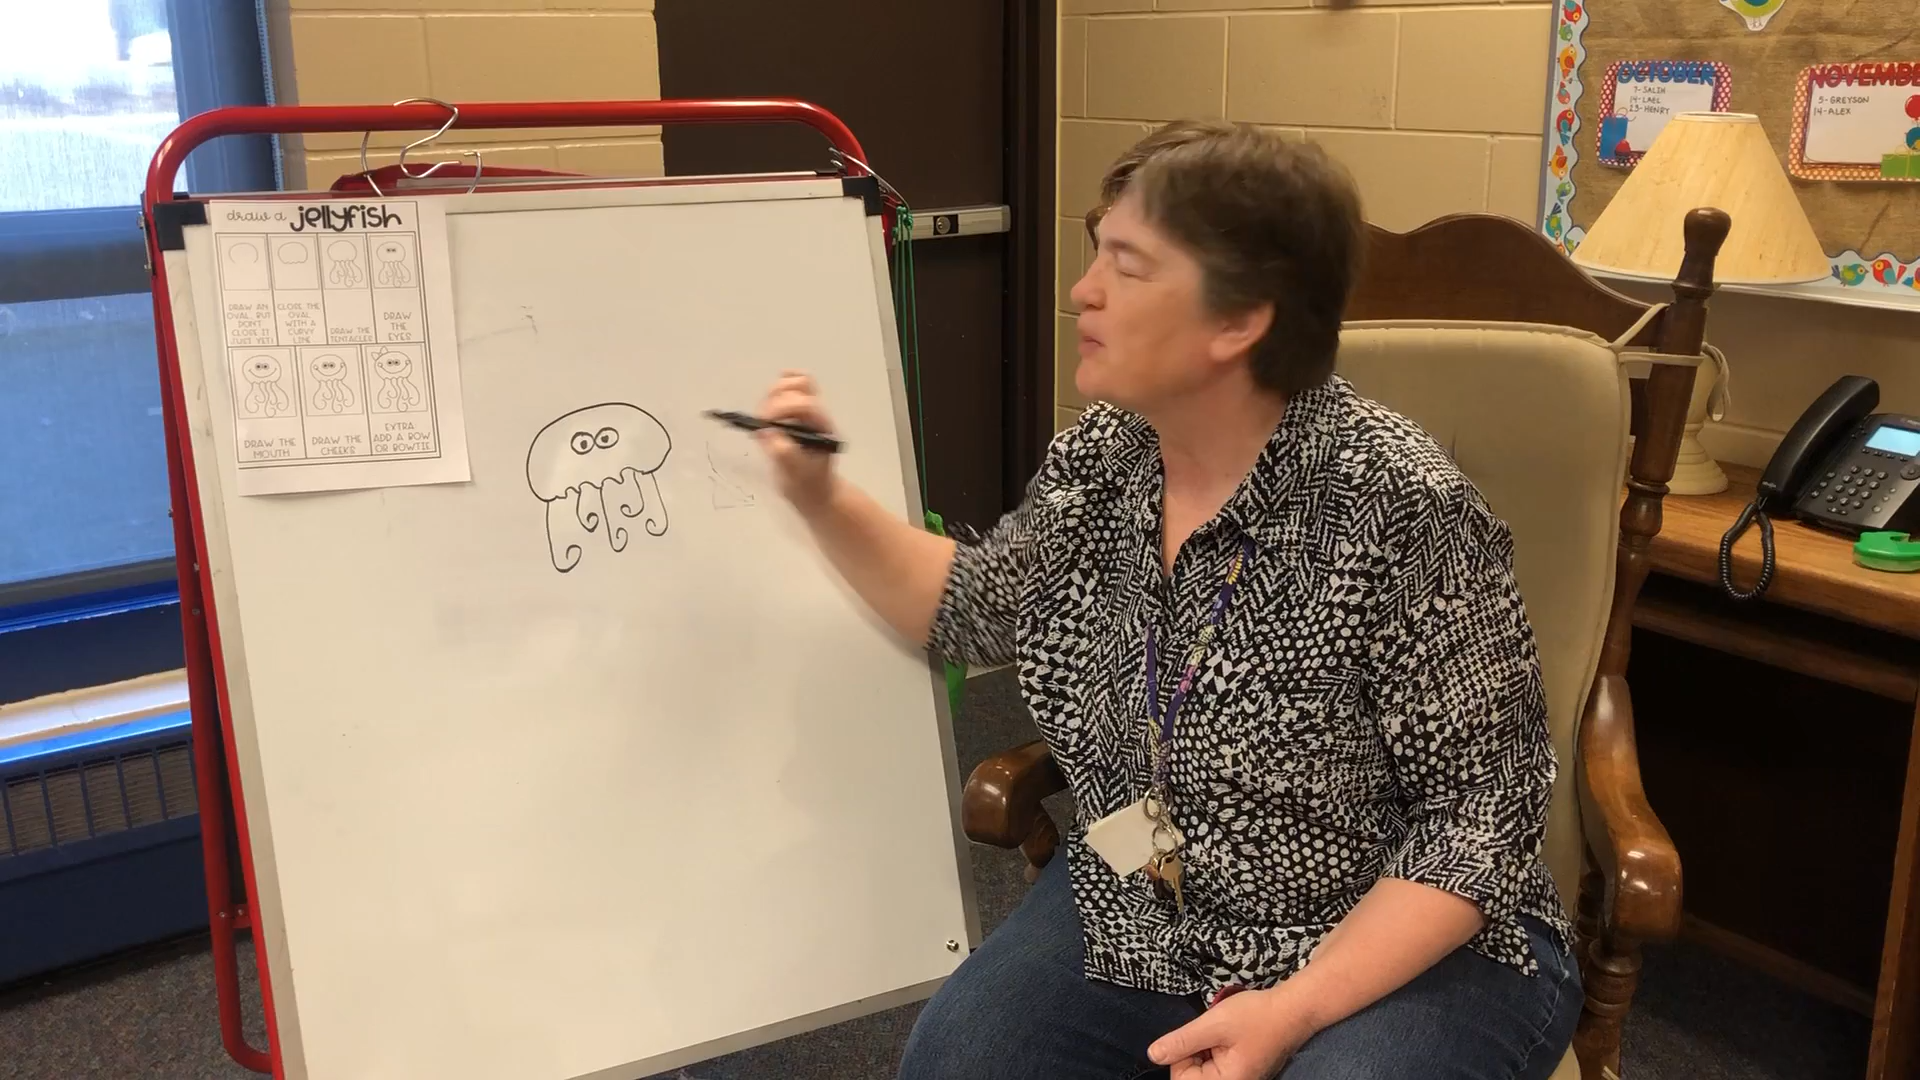 draw a jellyfish
DRAW AN
OVAL, BUT
DON'T
CLOSE IT
JUST YET!
CLOSE THE
OVAL
WITH A
CURVY
LINE
DRAW THE
TENTACLES
DRAW
THE
EYES
DRAW THE
MOUTH
DRAW THE
CHEEKS
EXTRA:
ADD A BOW
OR BOWTIE
OCTOBER
7-SALIH
14-LAEL
23-HENRY
NOVEMBE
5-GREYSON
14-ALEX